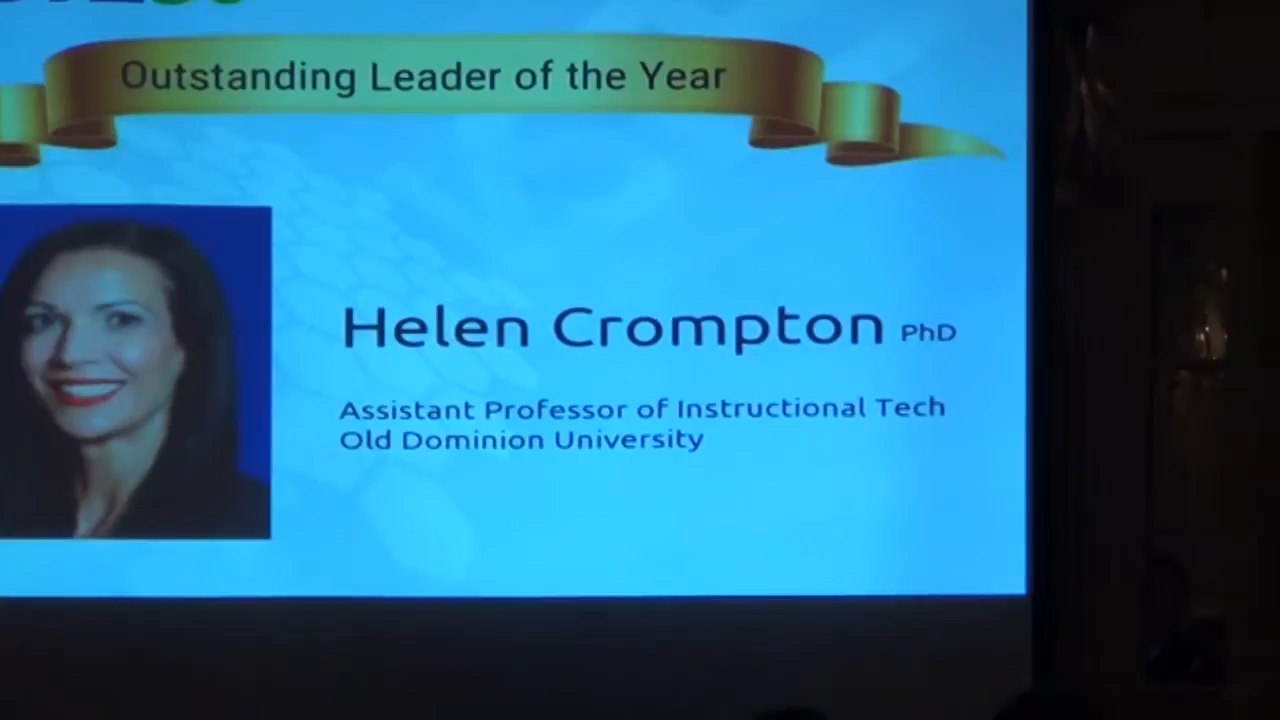 Outstanding Leader of the Year
Helen Crompton PhD
Assistant Professor of Instructional Tech
Old Dominion University